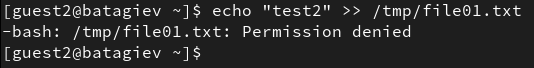 [guest2@batagiev ~]$ echo "test2" >> /tmp/file01.txt
-bash: /tmp/file01.txt: Permission denied
[guest2@batagiev ~]$